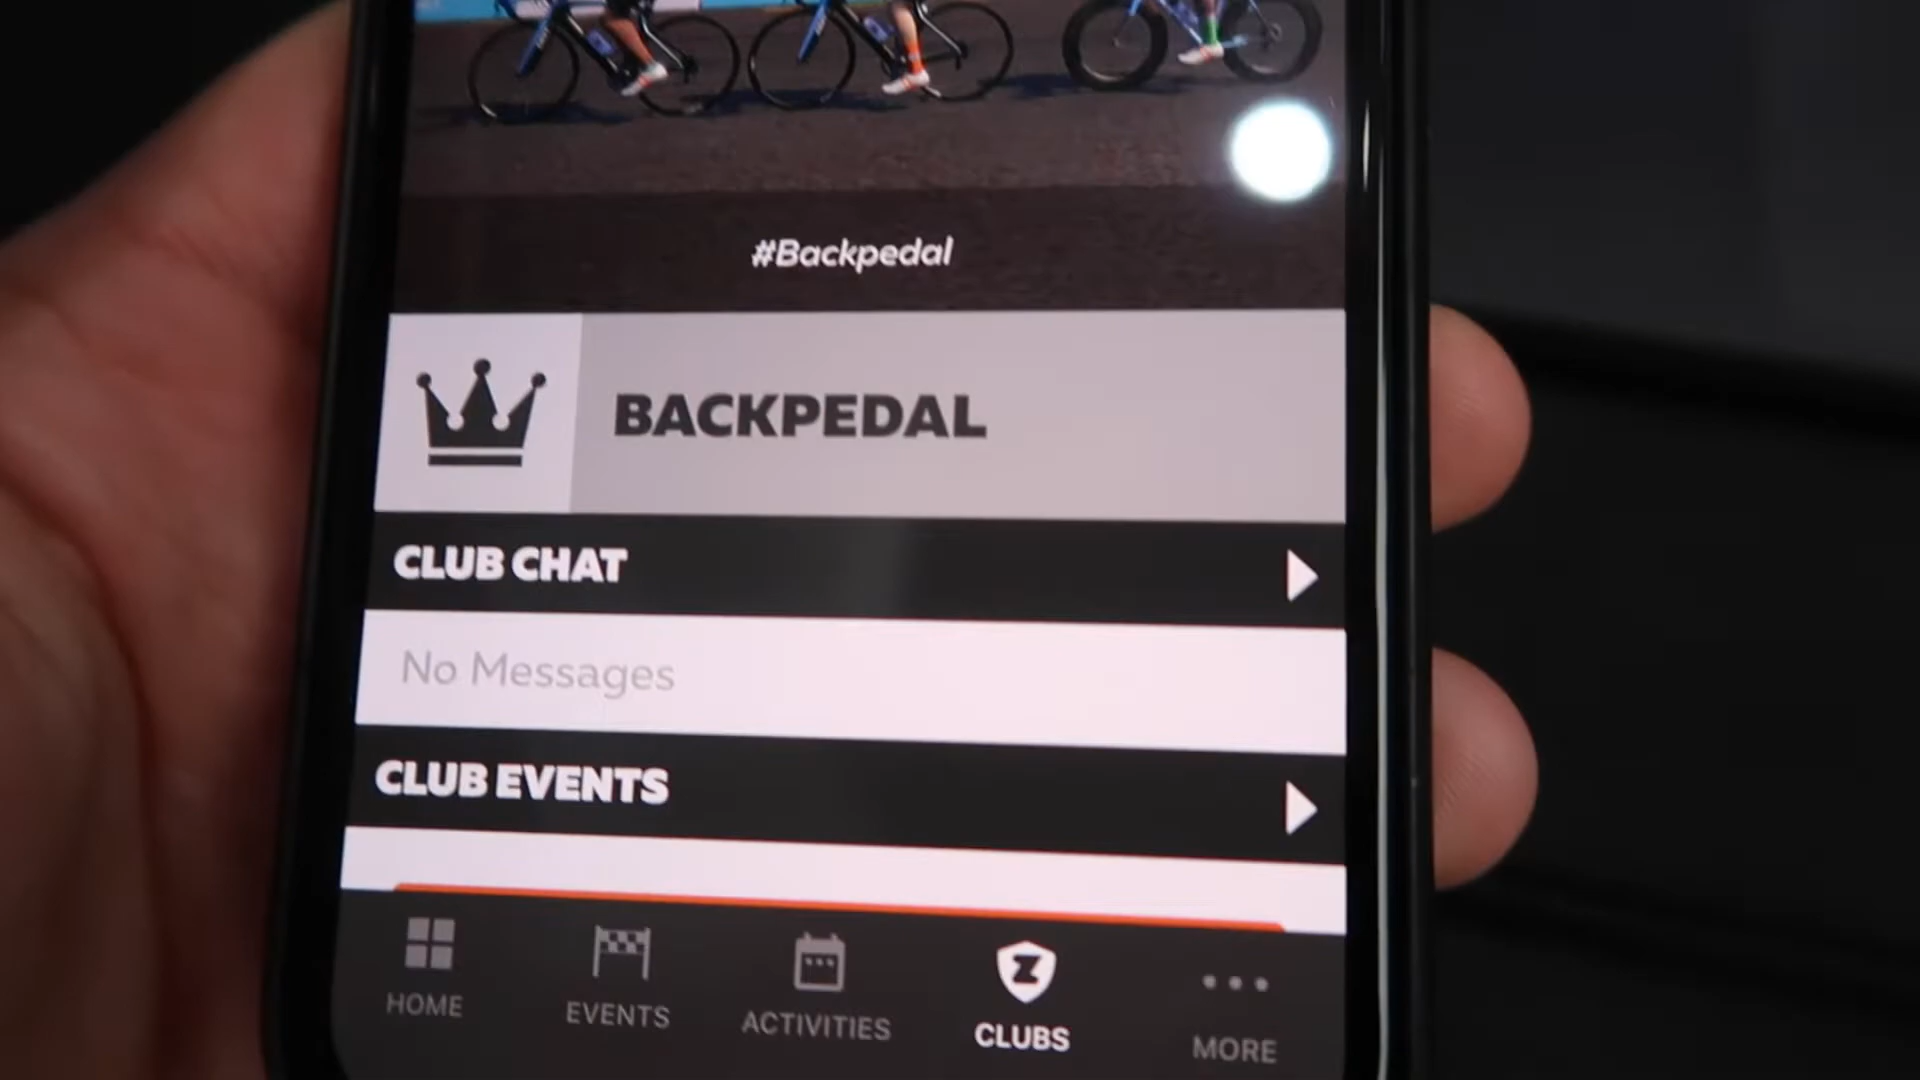 #Backpedal
BACKPEDAL
CLUB CHAT
No Messages
CLUB EVENTS
HOME
EVENTS
ACTIVITIES
CLUBS
MORE